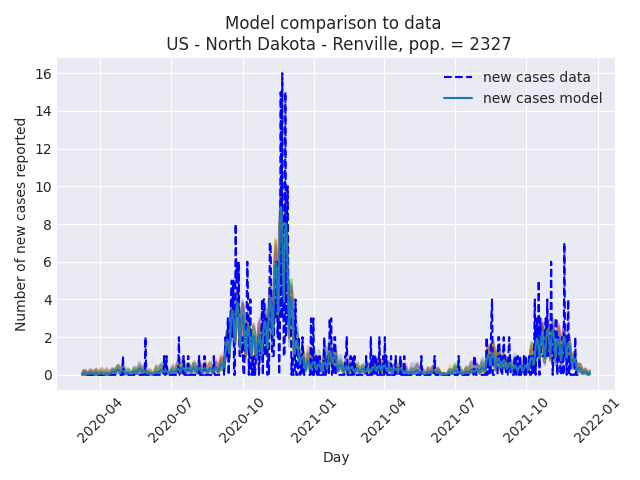 Model comparison to data
US - North Dakota - Renville, pop. = 2327
new cases data
new cases model
Number of new cases reported
16
14
12
10
8
6
4
2
0
2020-04
2020-07
2020-10
2021-01
2021-04
2021-07
2021-10
2022-01
Day